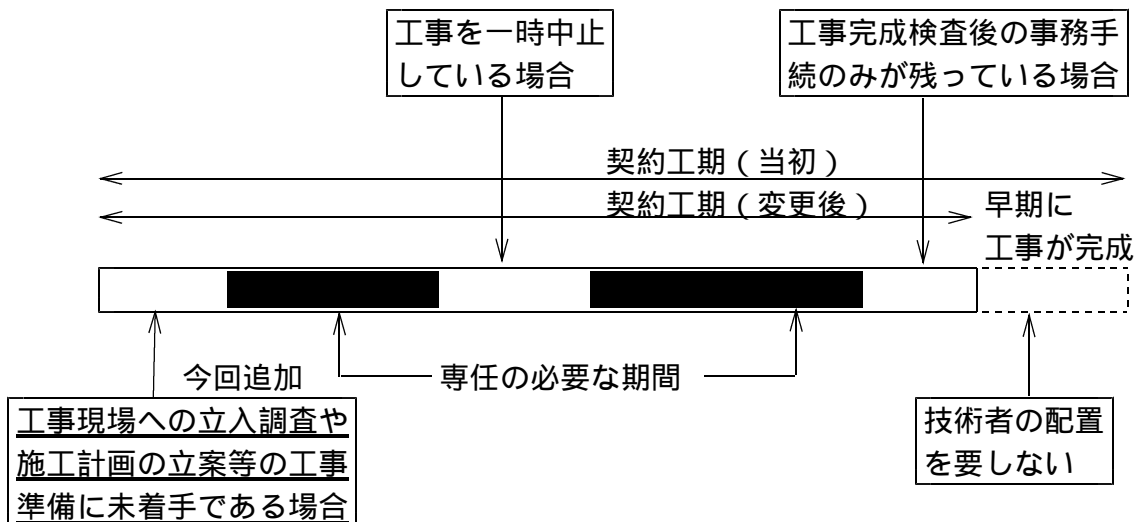 工事を一時中止
している場合
工事完成検査後の事務手
続のみが残っている場合
契約工期（当初）
契約工期（変更後）
早期に
工事が完成
今回追加
専任の必要な期間
工事現場への立入調査や
施工計画の立案等の工事
準備に未着手である場合
技術者の配置
を要しない